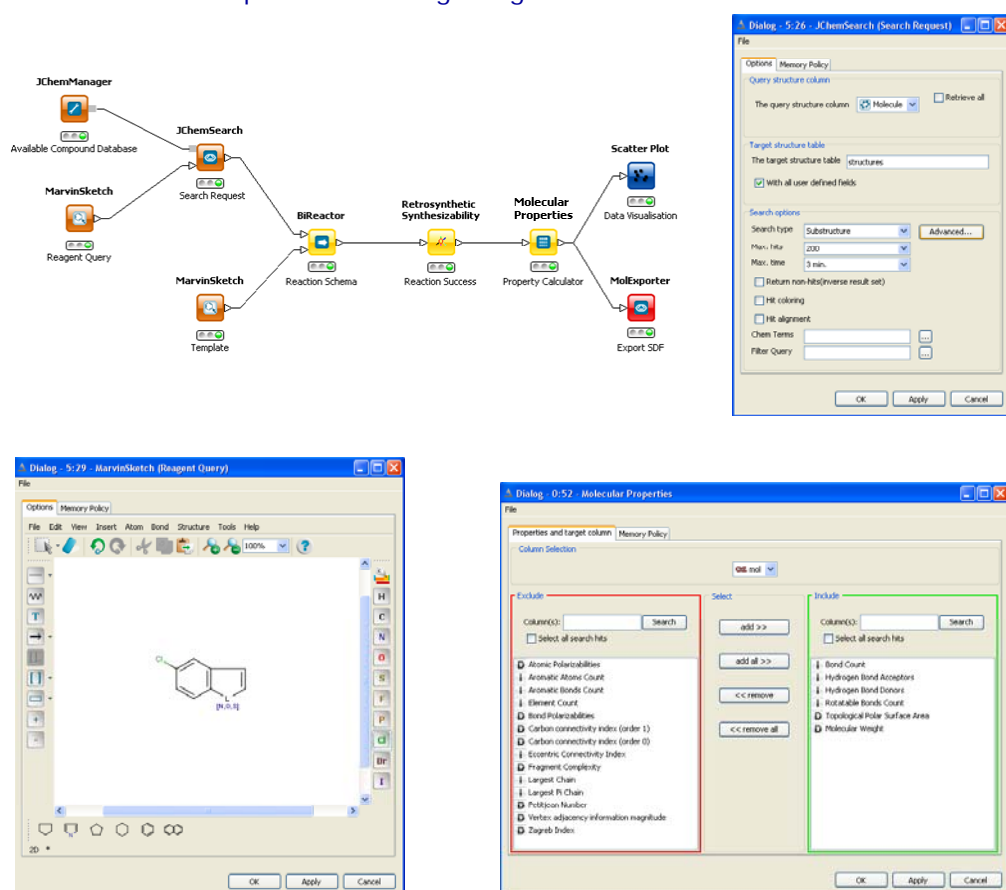 JChemManager
Available Compound Database
JChemSearch
Search Request
MarvinSketch
Reagent Query
MarvinSketch
Template
BiReactor
Reaction Schema
Retrosynthetic
Synthesizability
Reaction Success
Molecular
Properties
Property Calculator
Scatter Plot
Data Visualisation
MolExporter
Export SDF
Dialog - 5:26 - JChemSearch (Search Request)
File
Options Memory Policy
Query structure column
The query structure column Molecule Retrieve all
Target structure table
The target structure table structures
With all user defined fields
Search options
Search type Substructure Advanced...
Max. hits 200
Max. time 3 min.
Return non-hits(inverse result set)
Hit coloring
Hit alignment
Chem Terms ...
Filter Query ...
OK Apply Cancel
Dialog - 5:29 - MarvinSketch (Reagent Query)
File
Options Memory Policy
File Edit View Insert Atom Bond Structure Tools Help
100% ?
T
H
C
N
O
S
F
P
Cl
Br
I
Cl
L
[N,O,S]
N
2D
OK Apply Cancel
Dialog - 0:52 - Molecular Properties
File
Properties and target column Memory Policy
Column Selection
mol
Exclude
Column(s): Search
Select all search hits
D Atomic Polarizabilities
I Aromatic Atoms Count
I Aromatic Bonds Count
I Element Count
D Bond Polarizabilities
D Carbon connectivity index (order 1)
D Carbon connectivity index (order 0)
I Eccentric Connectivity Index
D Fragment Complexity
I Largest Chain
I Largest Pi Chain
D Petitjean Number
D Vertex adjacency information magnitude
D Zagreb Index
Select
add >>
add all >>
<< remove
<< remove all
Include
Column(s): Search
Select all search hits
I Bond Count
I Hydrogen Bond Acceptors
I Hydrogen Bond Donors
I Rotatable Bonds Count
D Topological Polar Surface Area
D Molecular Weight
OK Apply Cancel